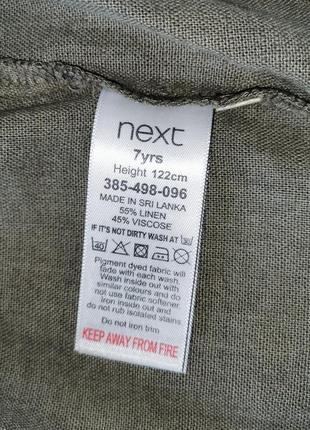 next
7yrs
Height 122cm
385-498-096
MADE IN SRI LANKA
55% LINEN
45% VISCOSE
IF IT'S NOT DIRTY WASH AT 30
40
Pigment dyed fabric will
fade with each wash.
Wash inside out with
similar colours and do
not use fabric softener.
Iron inside out and
do not rub isolated stains
Do not iron trim
KEEP AWAY FROM FIRE